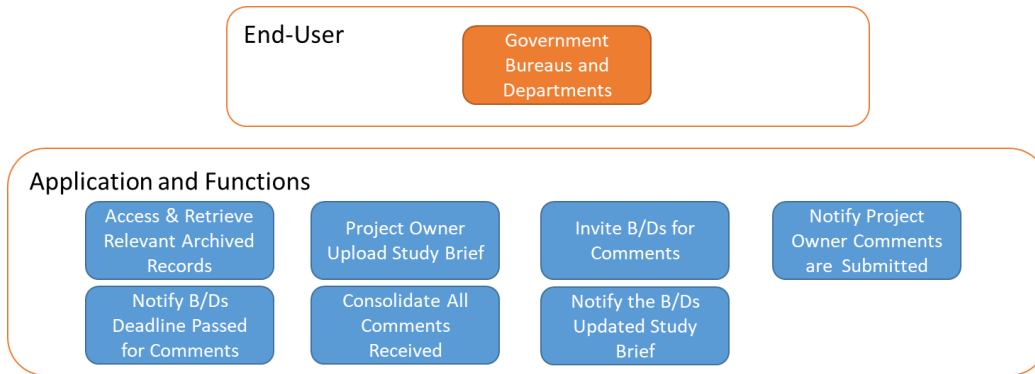 End-User
Government
Bureaus and
Departments
Application and Functions
Access & Retrieve
Relevant Archived
Records
Project Owner
Upload Study Brief
Invite B/Ds for
Comments
Notify Project
Owner Comments
are Submitted
Notify B/Ds
Deadline Passed
for Comments
Consolidate All
Comments
Received
Notify the B/Ds
Updated Study
Brief